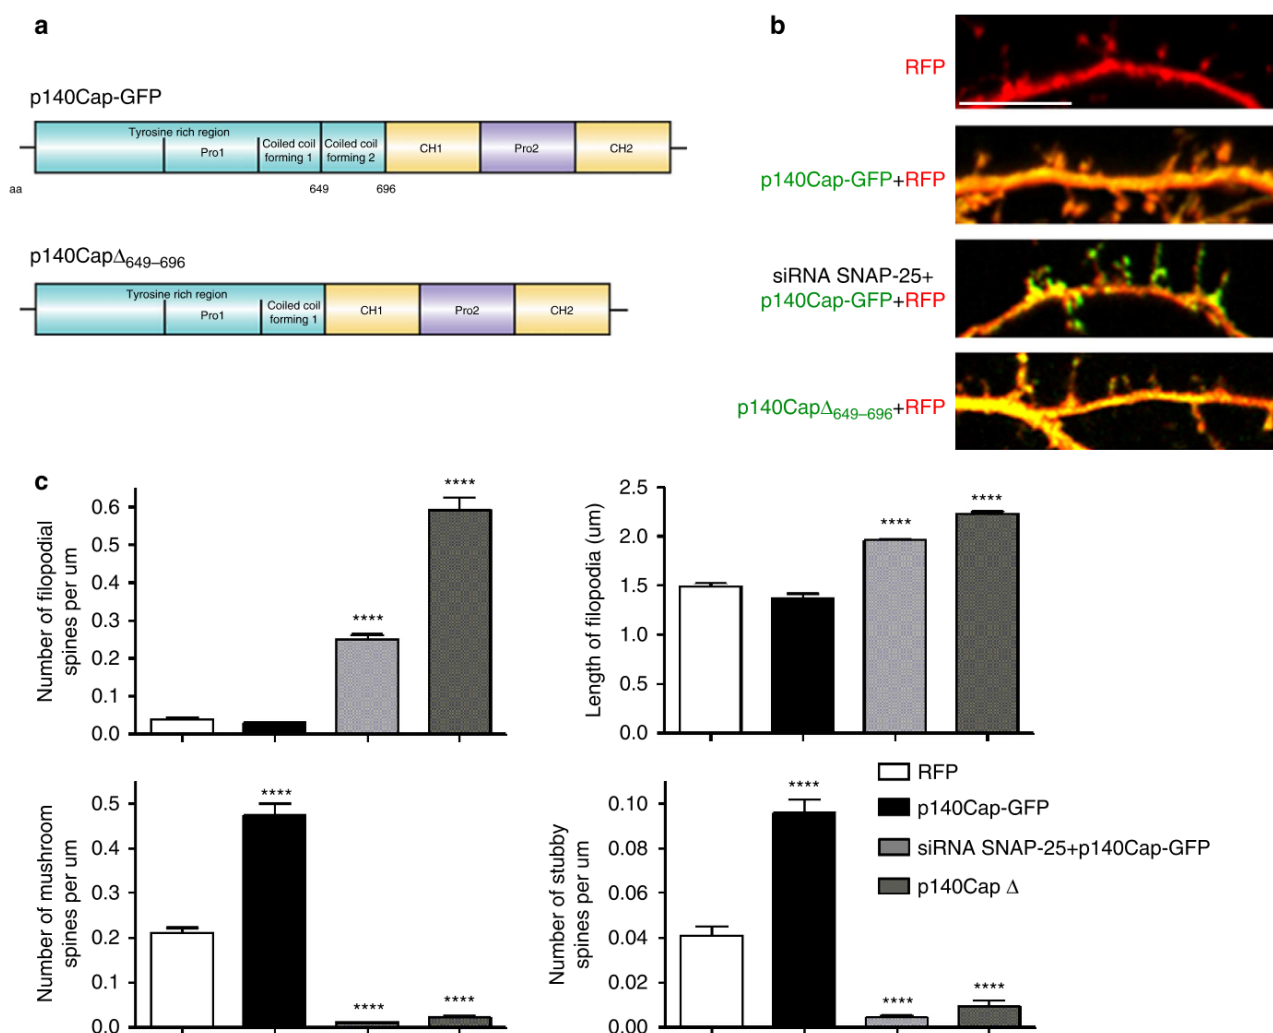 a
p140Cap-GFP
Tyrosine rich region
Pro1
Coiled coil
forming 1
Coiled coil
forming 2
CH1
Pro2
CH2
aa
649
696
p140CapΔ649–696
Tyrosine rich region
Pro1
Coiled coil
forming 1
CH1
Pro2
CH2
b
RFP
p140Cap-GFP+RFP
siRNA SNAP-25+
p140Cap-GFP+RFP
p140CapΔ649–696+RFP
c
Number of filopodial
spines per um
0.6
0.5
0.4
0.3
0.2
0.1
0.0
****
****
Length of filopodia (um)
2.5
2.0
1.5
1.0
0.5
0.0
****
****
Number of mushroom
spines per um
0.5
0.4
0.3
0.2
0.1
0.0
****
****
****
Number of stubby
spines per um
0.10
0.08
0.06
0.04
0.02
0.00
****
****
****
RFP
p140Cap-GFP
siRNA SNAP-25+p140Cap-GFP
p140Cap Δ